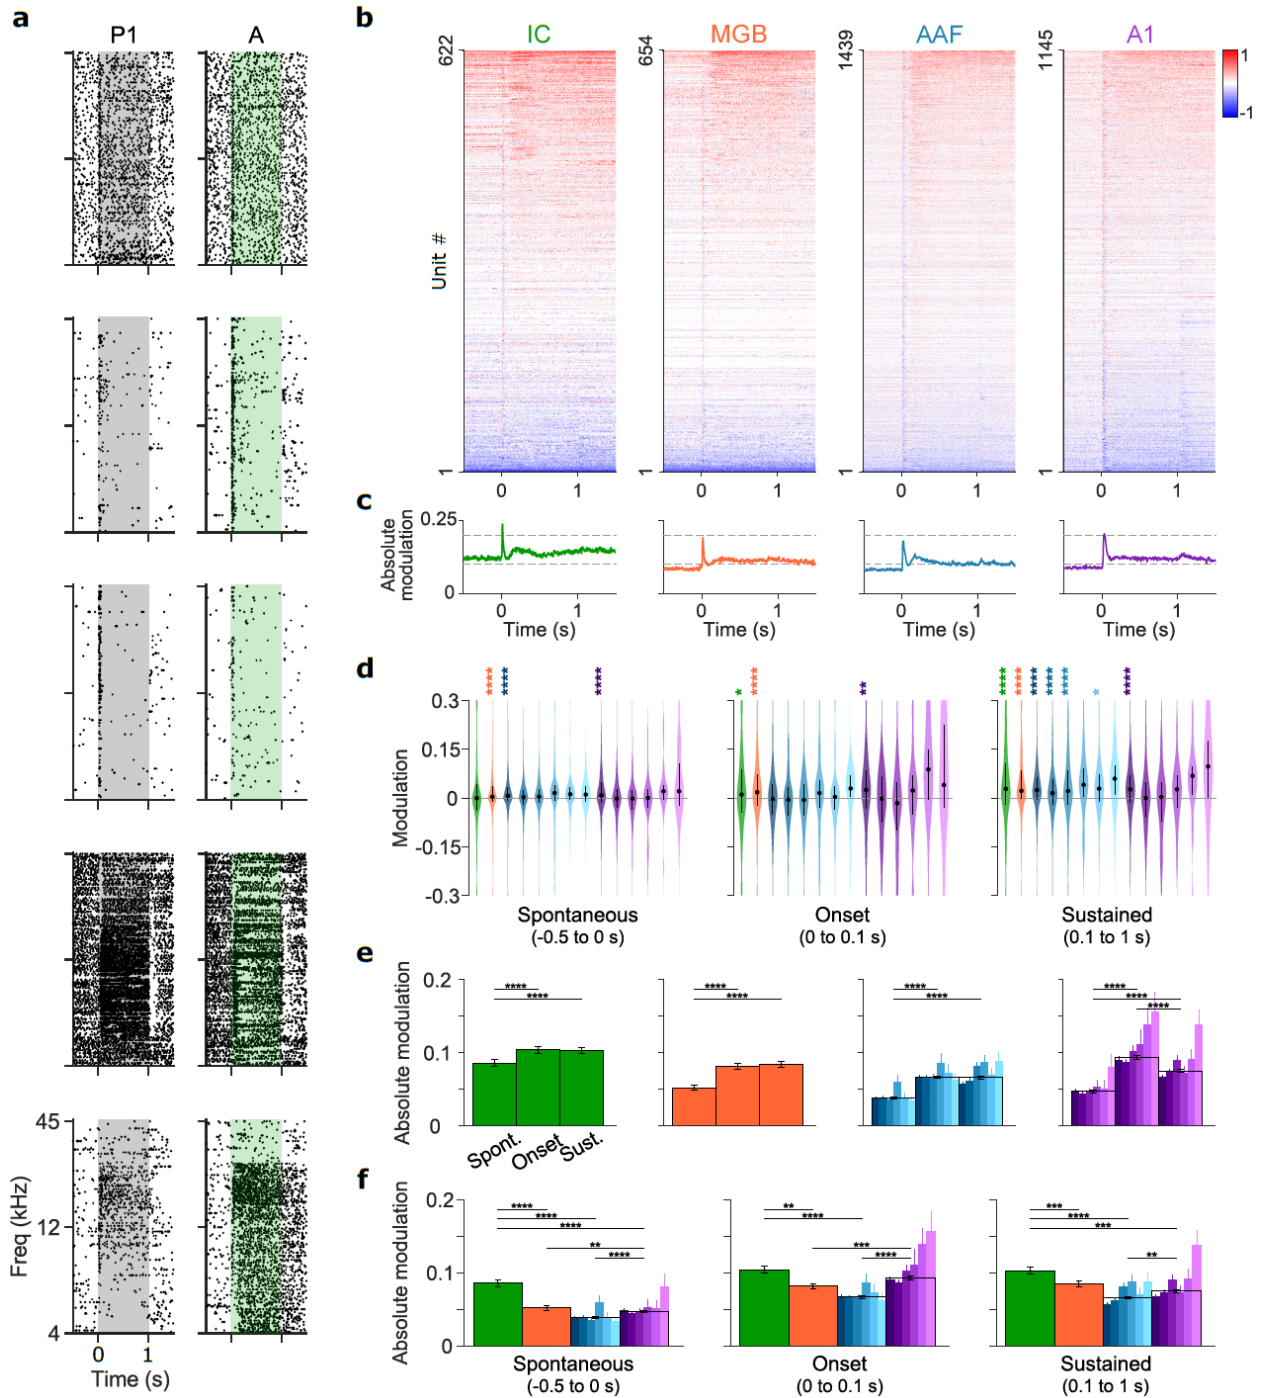 a
P1 A
45
12
4
Freq (kHz)
0 1
Time (s)
b
IC MGB AAF A1
622 654 1439 1145
1
-1
Unit #
1 1 1 1
0 1 0 1 0 1 0 1
c
Absolute modulation
0.25
0
0 1 0 1 0 1 0 1
Time (s) Time (s) Time (s) Time (s)
d
**** **** **** * **** ** **** **** **** **** **** * ****
Modulation
0.3
0.15
0
-0.15
-0.3
Spontaneous Onset Sustained
(-0.5 to 0 s) (0 to 0.1 s) (0.1 to 1 s)
e
Absolute modulation
0.2
0.1
0
**** **** **** ****
**** **** **** ****
****
Spont. Onset Sust.
f
Absolute modulation
0.2
0.1
0
**** ** ***
**** **** ****
**** ***
** *** **
**** ****
Spontaneous Onset Sustained
(-0.5 to 0 s) (0 to 0.1 s) (0.1 to 1 s)